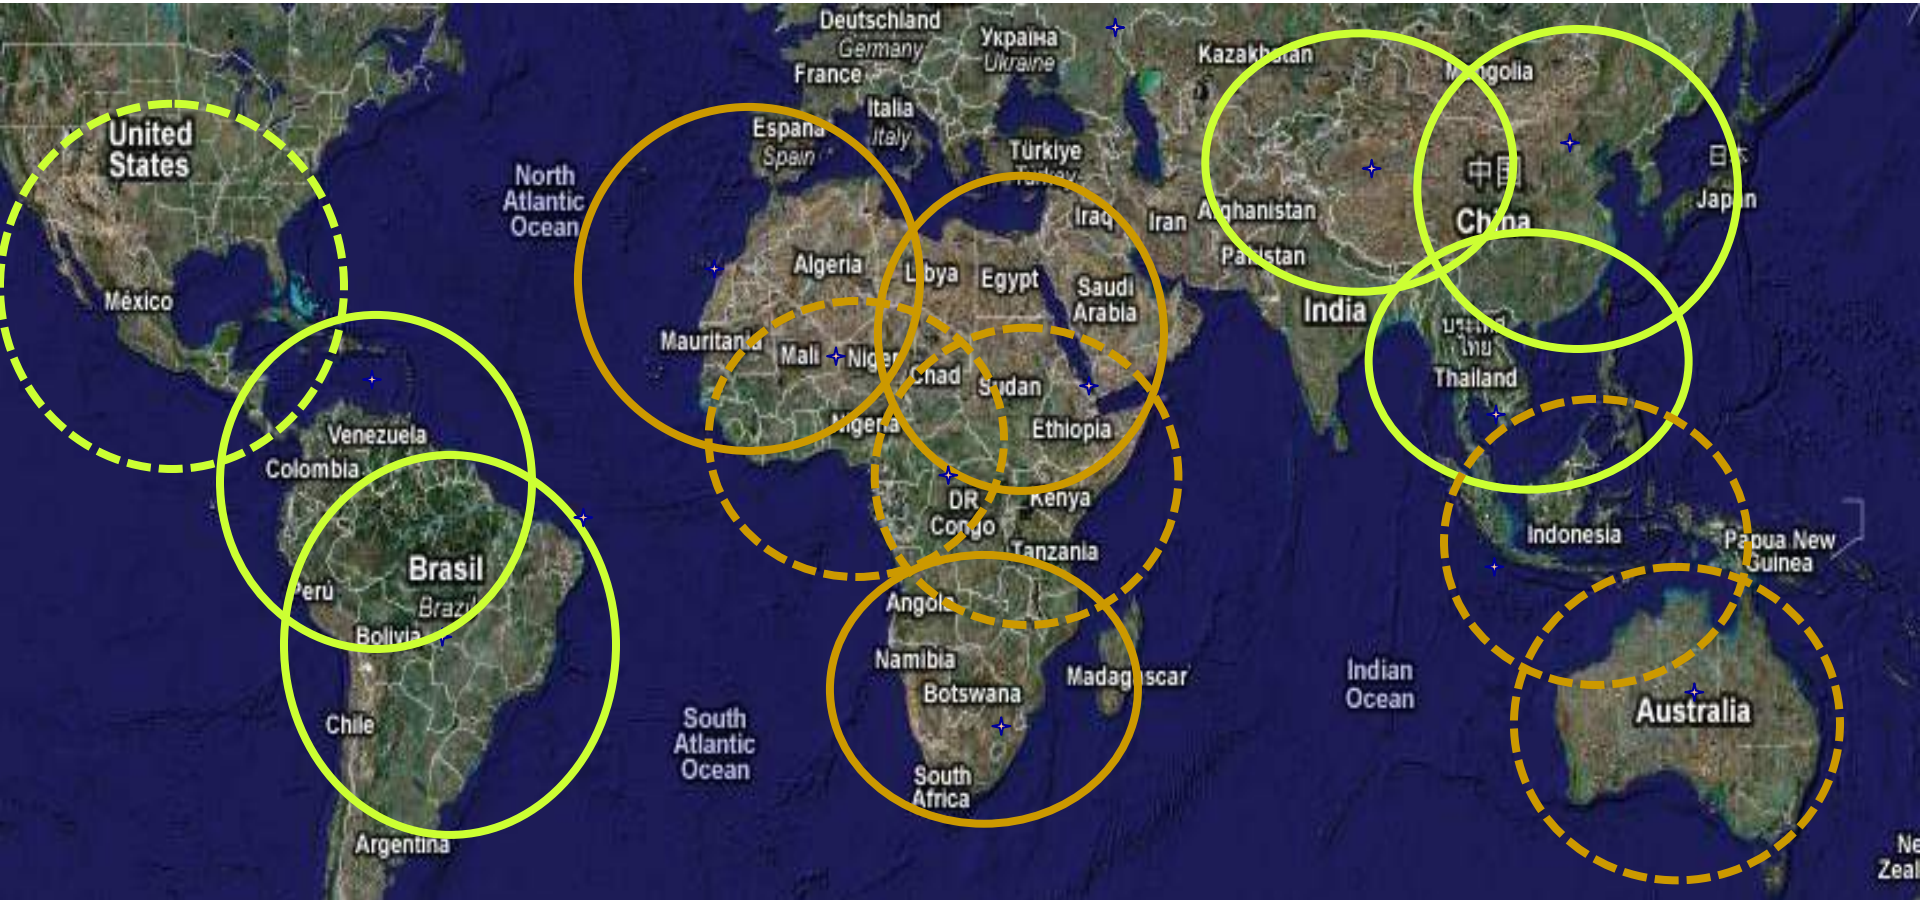 Deutschland
Germany
Україна
Ukraine
Kazakhstan
France
Mongolia
Italia
Italy
España
Spain
United
States
Türkiye
Turkey
日本
Japan
中国
China
North
Atlantic
Ocean
Iraq
Iran
Afghanistan
Pakistan
Algeria
Libya
Egypt
Saudi
Arabia
México
India
ประเทศ
ไทย
Thailand
Mauritania
Mali
Niger
Chad
Sudan
Nigeria
Ethiopia
Venezuela
Colombia
DR
Congo
Kenya
Tanzania
Indonesia
Papua New
Guinea
Brasil
Brazil
Perú
Bolivia
Angola
Namibia
Botswana
Madagascar
Indian
Ocean
Australia
Chile
South
Atlantic
Ocean
South
Africa
Argentina
Ne
Zeal